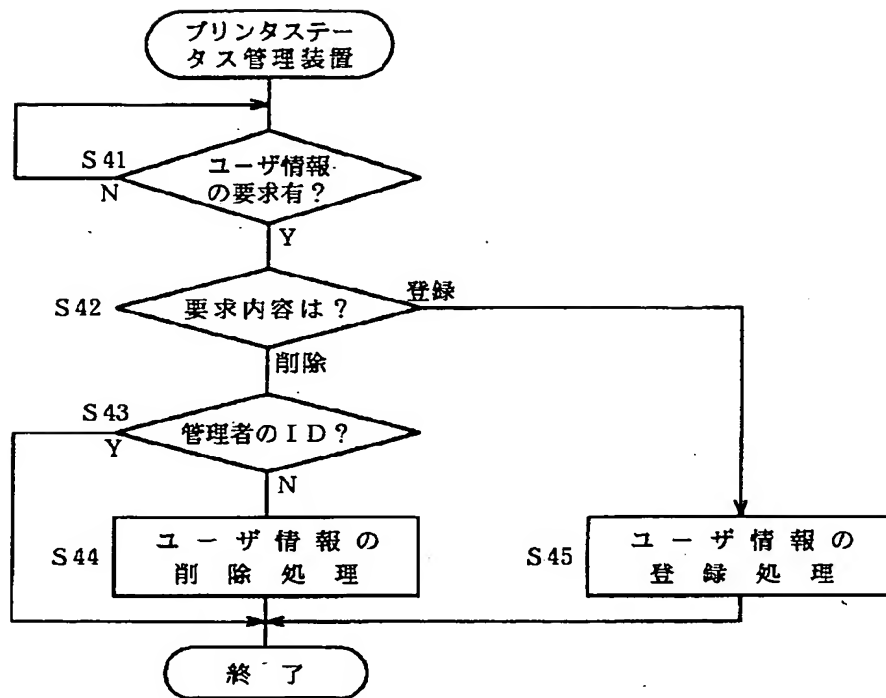 プリンタステー
タス管理装置
S41
ユーザ情報
の要求有?
N
Y
S42
要求内容は?
登録
削除
S43
管理者のID?
Y
N
S44
ユーザ情報の
削除処理
S45
ユーザ情報の
登録処理
終了